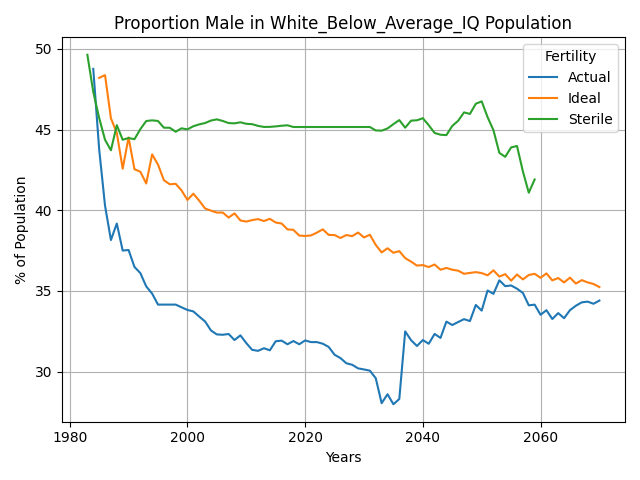 Proportion Male in White_Below_Average_IQ Population
Fertility
Actual
Ideal
Sterile
% of Population
50
45
40
35
30
1980
2000
2020
2040
2060
Years